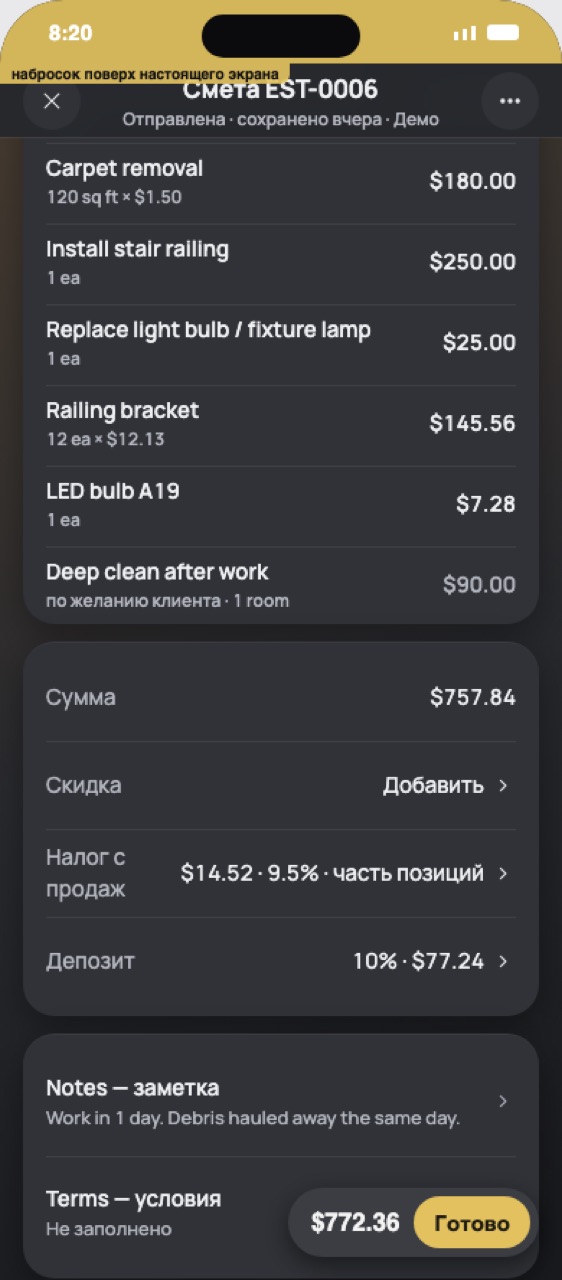 8:20
набросок поверх настоящего экрана
Смета EST-0006
Отправлена · сохранено вчера · Демо
Carpet removal
$180.00
120 sq ft × $1.50
Install stair railing
$250.00
1 ea
Replace light bulb / fixture lamp
$25.00
1 ea
Railing bracket
$145.56
12 ea × $12.13
LED bulb A19
$7.28
1 ea
Deep clean after work
$90.00
по желанию клиента · 1 room
Сумма
$757.84
Скидка
Добавить
Налог с
продаж
$14.52 · 9.5% · часть позиций
Депозит
10% · $77.24
Notes — заметка
Work in 1 day. Debris hauled away the same day.
Terms — условия
Не заполнено
$772.36
Готово